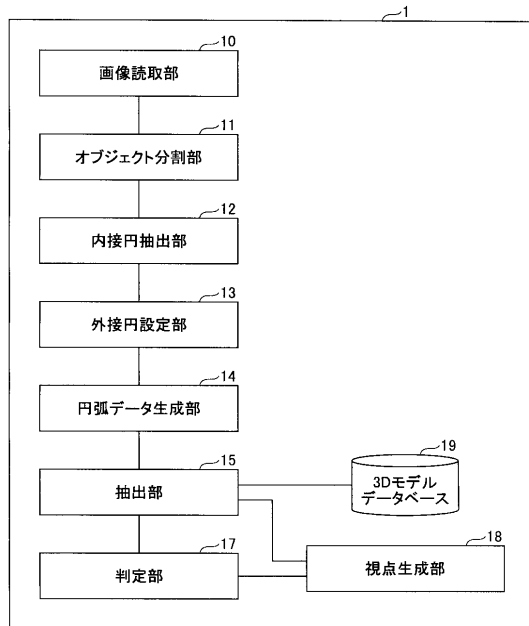 1
10
画像読取部
11
オブジェクト分割部
12
内接円抽出部
13
外接円設定部
14
円弧データ生成部
15
抽出部
19
3Dモデル
データベース
17
判定部
18
視点生成部